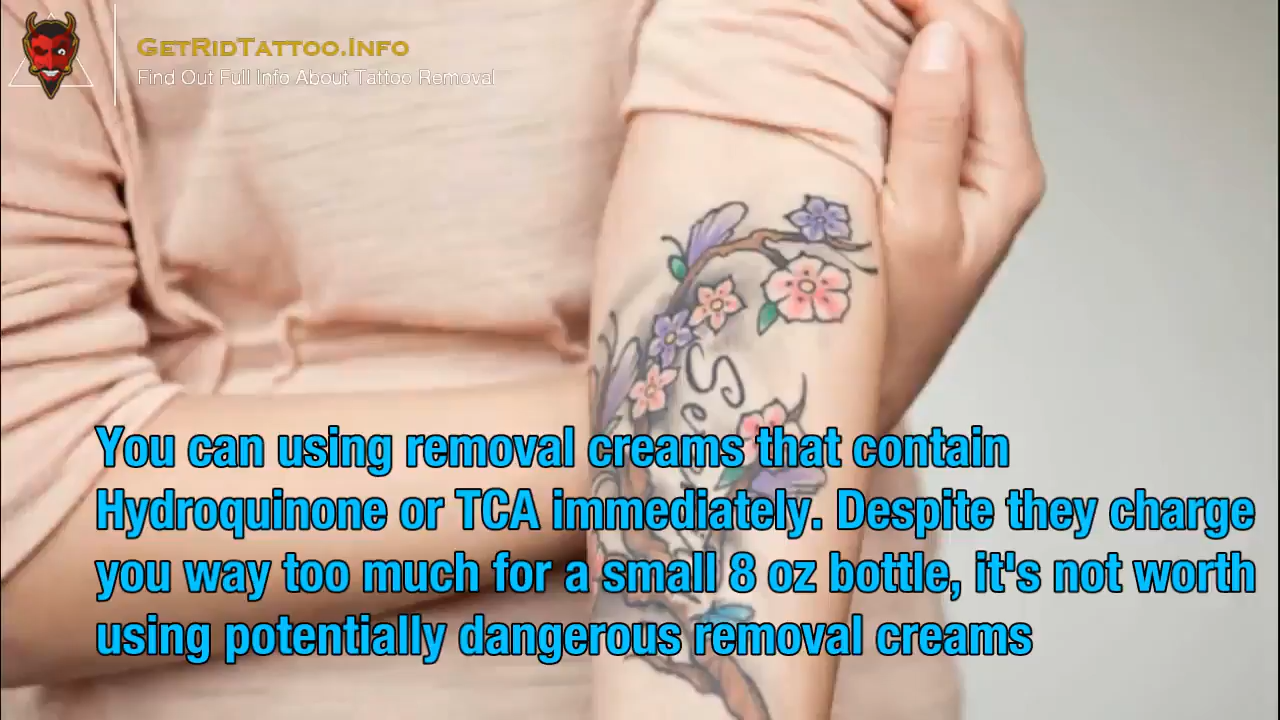 GetRidTattoo.Info
Find Out Full Info About Tattoo Removal
You can using removal creams that contain
Hydroquinone or TCA immediately. Despite they charge
you way too much for a small 8 oz bottle, it's not worth
using potentially dangerous removal creams